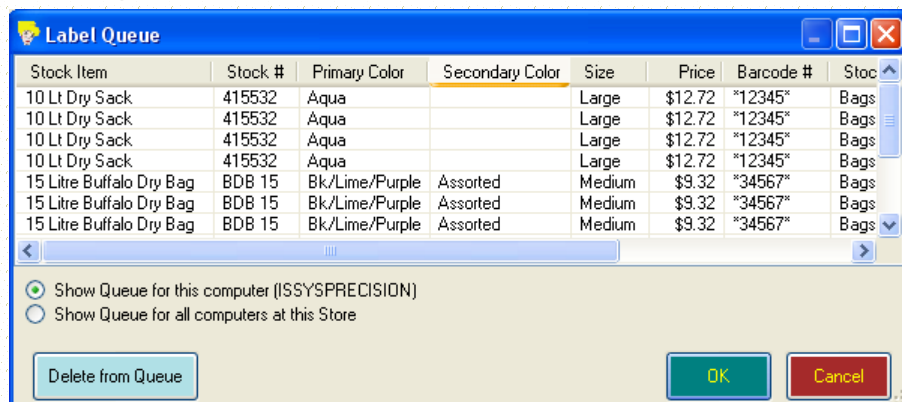 Label Queue
Stock Item Stock # Primary Color Secondary Color Size Price Barcode # Stoc
10 Lt Dry Sack 415532 Aqua Large $12.72 *12345* Bags
10 Lt Dry Sack 415532 Aqua Large $12.72 *12345* Bags
10 Lt Dry Sack 415532 Aqua Large $12.72 *12345* Bags
10 Lt Dry Sack 415532 Aqua Large $12.72 *12345* Bags
15 Litre Buffalo Dry Bag BDB 15 Bk/Lime/Purple Assorted Medium $9.32 *34567* Bags
15 Litre Buffalo Dry Bag BDB 15 Bk/Lime/Purple Assorted Medium $9.32 *34567* Bags
15 Litre Buffalo Dry Bag BDB 15 Bk/Lime/Purple Assorted Medium $9.32 *34567* Bags
Show Queue for this computer (ISSYSPRECISION)
Show Queue for all computers at this Store
Delete from Queue OK Cancel